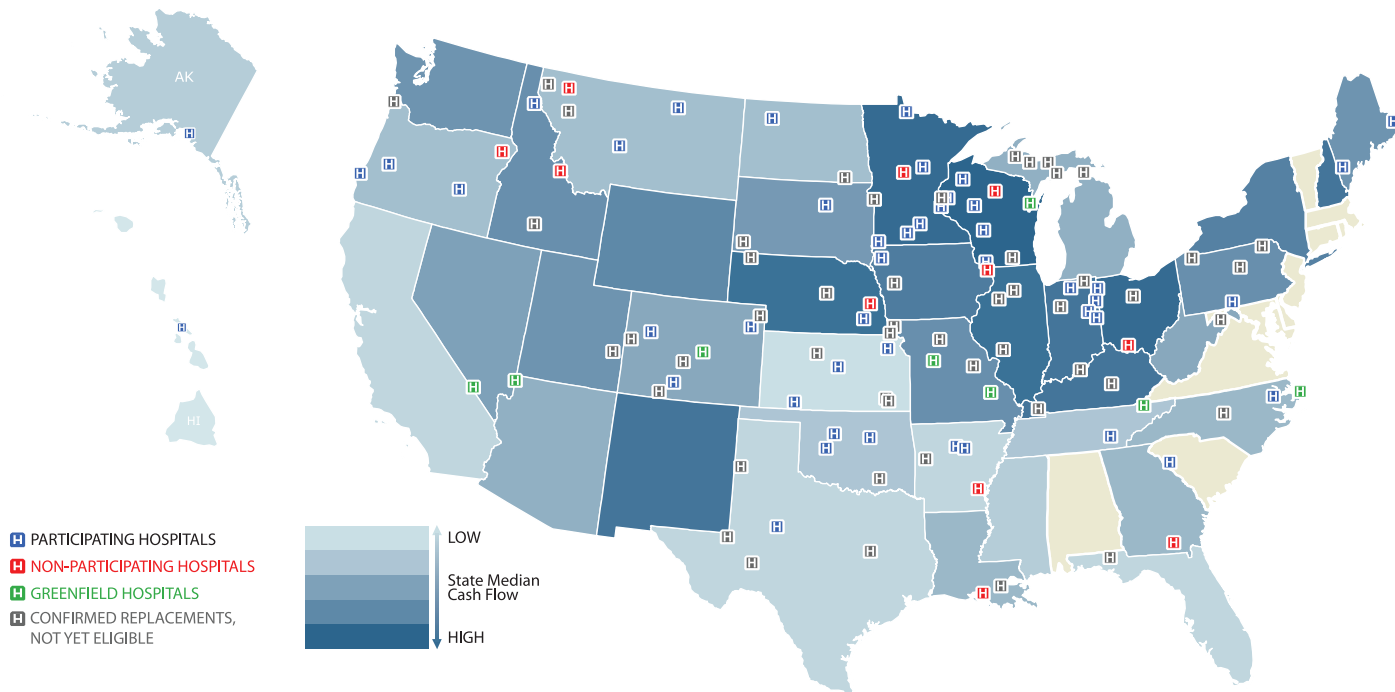 AK
HI
H PARTICIPATING HOSPITALS
H NON-PARTICIPATING HOSPITALS
H GREENFIELD HOSPITALS
H CONFIRMED REPLACEMENTS,
NOT YET ELIGIBLE
LOW
State Median
Cash Flow
HIGH